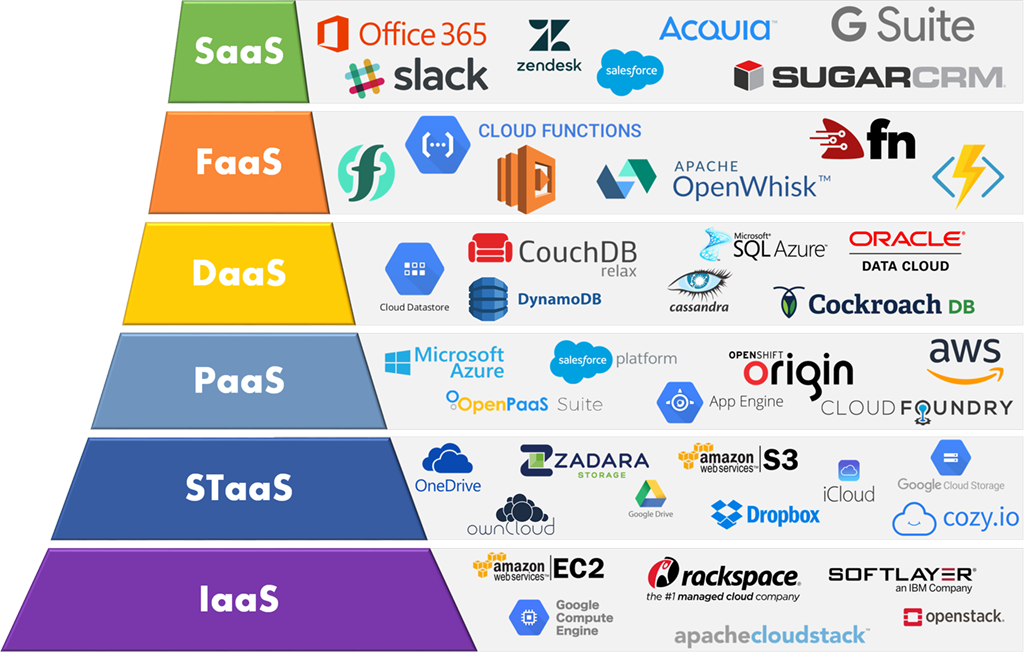 SaaS
Office 365
zendesk
ACQUIA™
G Suite
slack
salesforce
SUGARCRM.
FaaS
f
{...}
CLOUD FUNCTIONS
APACHE
OpenWhisk™
fn
DaaS
Cloud Datastore
CouchDB
relax
DynamoDB
Microsoft®
SQL Azure™
cassandra
ORACLE®
DATA CLOUD
Cockroach DB
PaaS
Microsoft
Azure
salesforce platform
OPENSHIFT
origin
aws
OpenPaaS Suite
App Engine
CLOUD FOUNDRY
STaaS
OneDrive
ZADARA
STORAGE
amazon
web services™
S3
iCloud
Google Cloud Storage
ownCloud
Google Drive
Dropbox
cozy.io
IaaS
amazon
web services™
EC2
rackspace®
the #1 managed cloud company
SOFTLAYER®
an IBM Company
Google
Compute
Engine
apachecloudstack™
openstack.